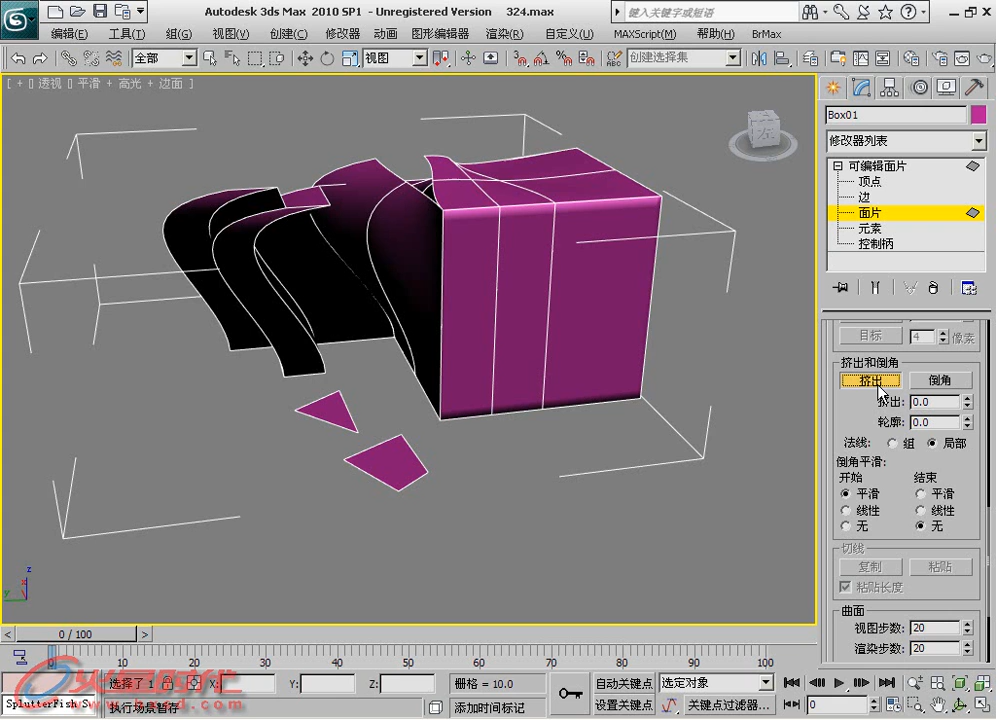 Autodesk 3ds Max 2010 SP1 - Unregistered Version 324.max
键入关键字或短语
编辑(E) 工具(T) 组(G) 视图(V) 创建(C) 修改器 动画 图形编辑器 渲染(R) 自定义(U) MAXScript(M) 帮助(H) BrMax
全部 视图 创建选择集
[ + [] 透视 [] 平滑 + 高光 + 边面 ]
左
Box01
修改器列表
可编辑面片
顶点
边
面片
元素
控制柄
目标 4 像素
挤出和倒角
挤出 倒角
挤出: 0.0
轮廓: 0.0
法线: 组 局部
倒角平滑:
开始 结束
平滑 平滑
线性 线性
无 无
切线
复制 粘贴
粘贴长度
曲面
视图步数: 20
渲染步数: 20
z
x
y
< 0 / 100 >
0 10 20 30 40 50 60 70 80 90 100
选择了 1 X: Y: Z: 栅格 = 10.0 自动关键点 选定对象
SplutterFish S 执行场景暂存 添加时间标记 设置关键点 关键点过滤器... 0